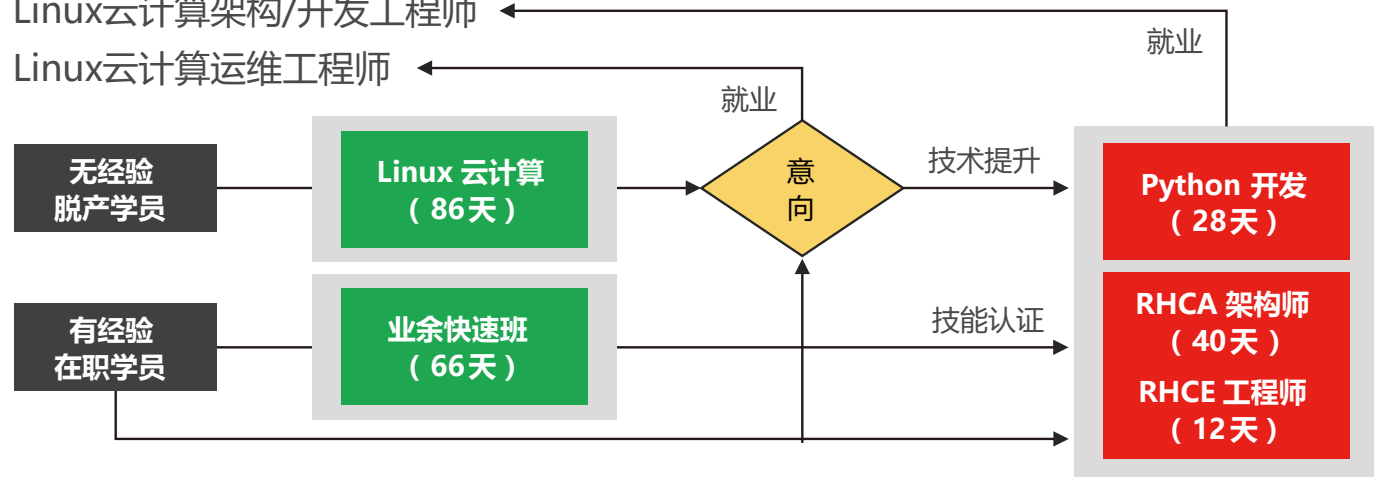 Linux云计算架构/开发工程师
就业
Linux云计算运维工程师
就业
无经验
脱产学员
Linux 云计算
（86天）
意
向
技术提升
Python 开发
（28天）
有经验
在职学员
业余快速班
（66天）
技能认证
RHCA 架构师
（40天）
RHCE 工程师
（12天）